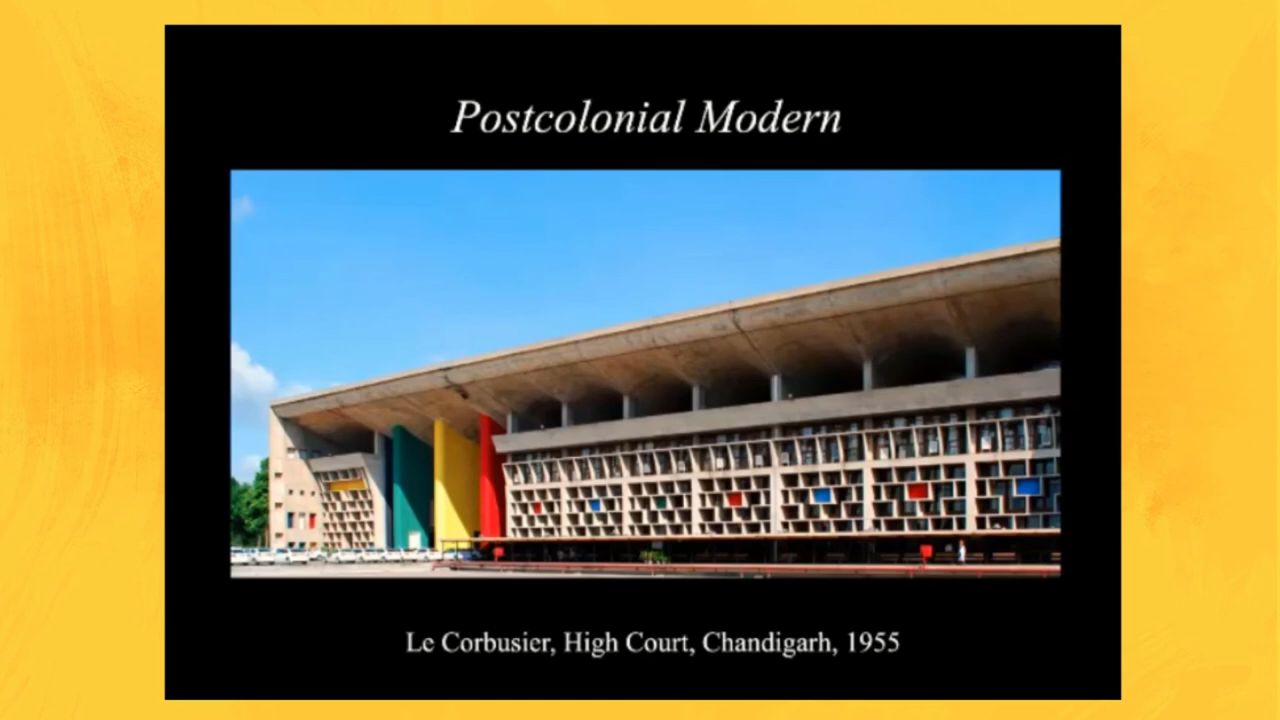 Postcolonial Modern
Le Corbusier, High Court, Chandigarh, 1955